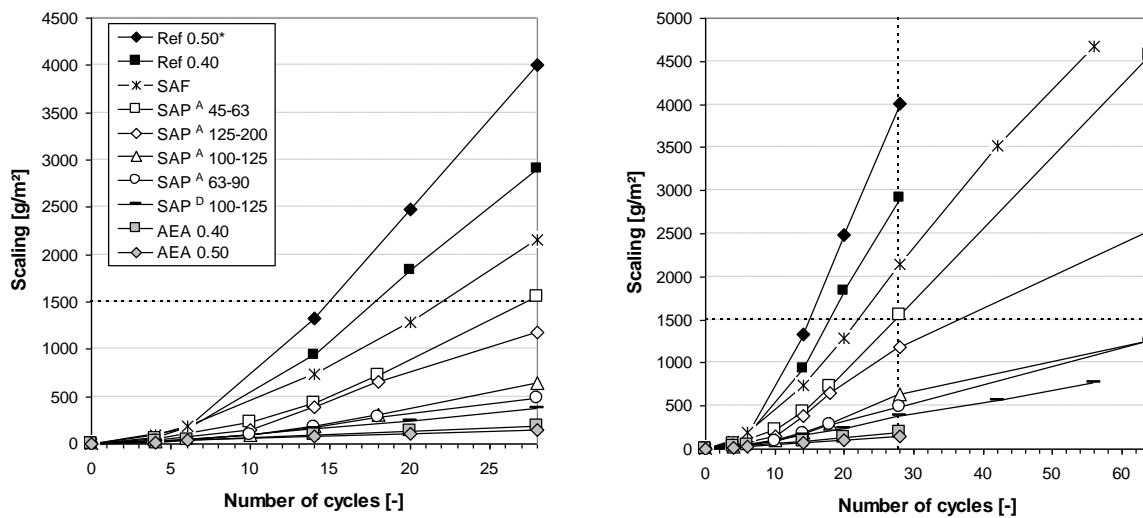 4500
4000
3500
3000
2500
2000
1500
1000
500
0
Scaling [g/m²]
Ref 0.50*
Ref 0.40
SAF
SAP A 45-63
SAP A 125-200
SAP A 100-125
SAP A 63-90
SAP D 100-125
AEA 0.40
AEA 0.50
0 5 10 15 20 25
Number of cycles [-]
5000
4500
4000
3500
3000
2500
2000
1500
1000
500
0
Scaling [g/m²]
0 10 20 30 40 50 60
Number of cycles [-]